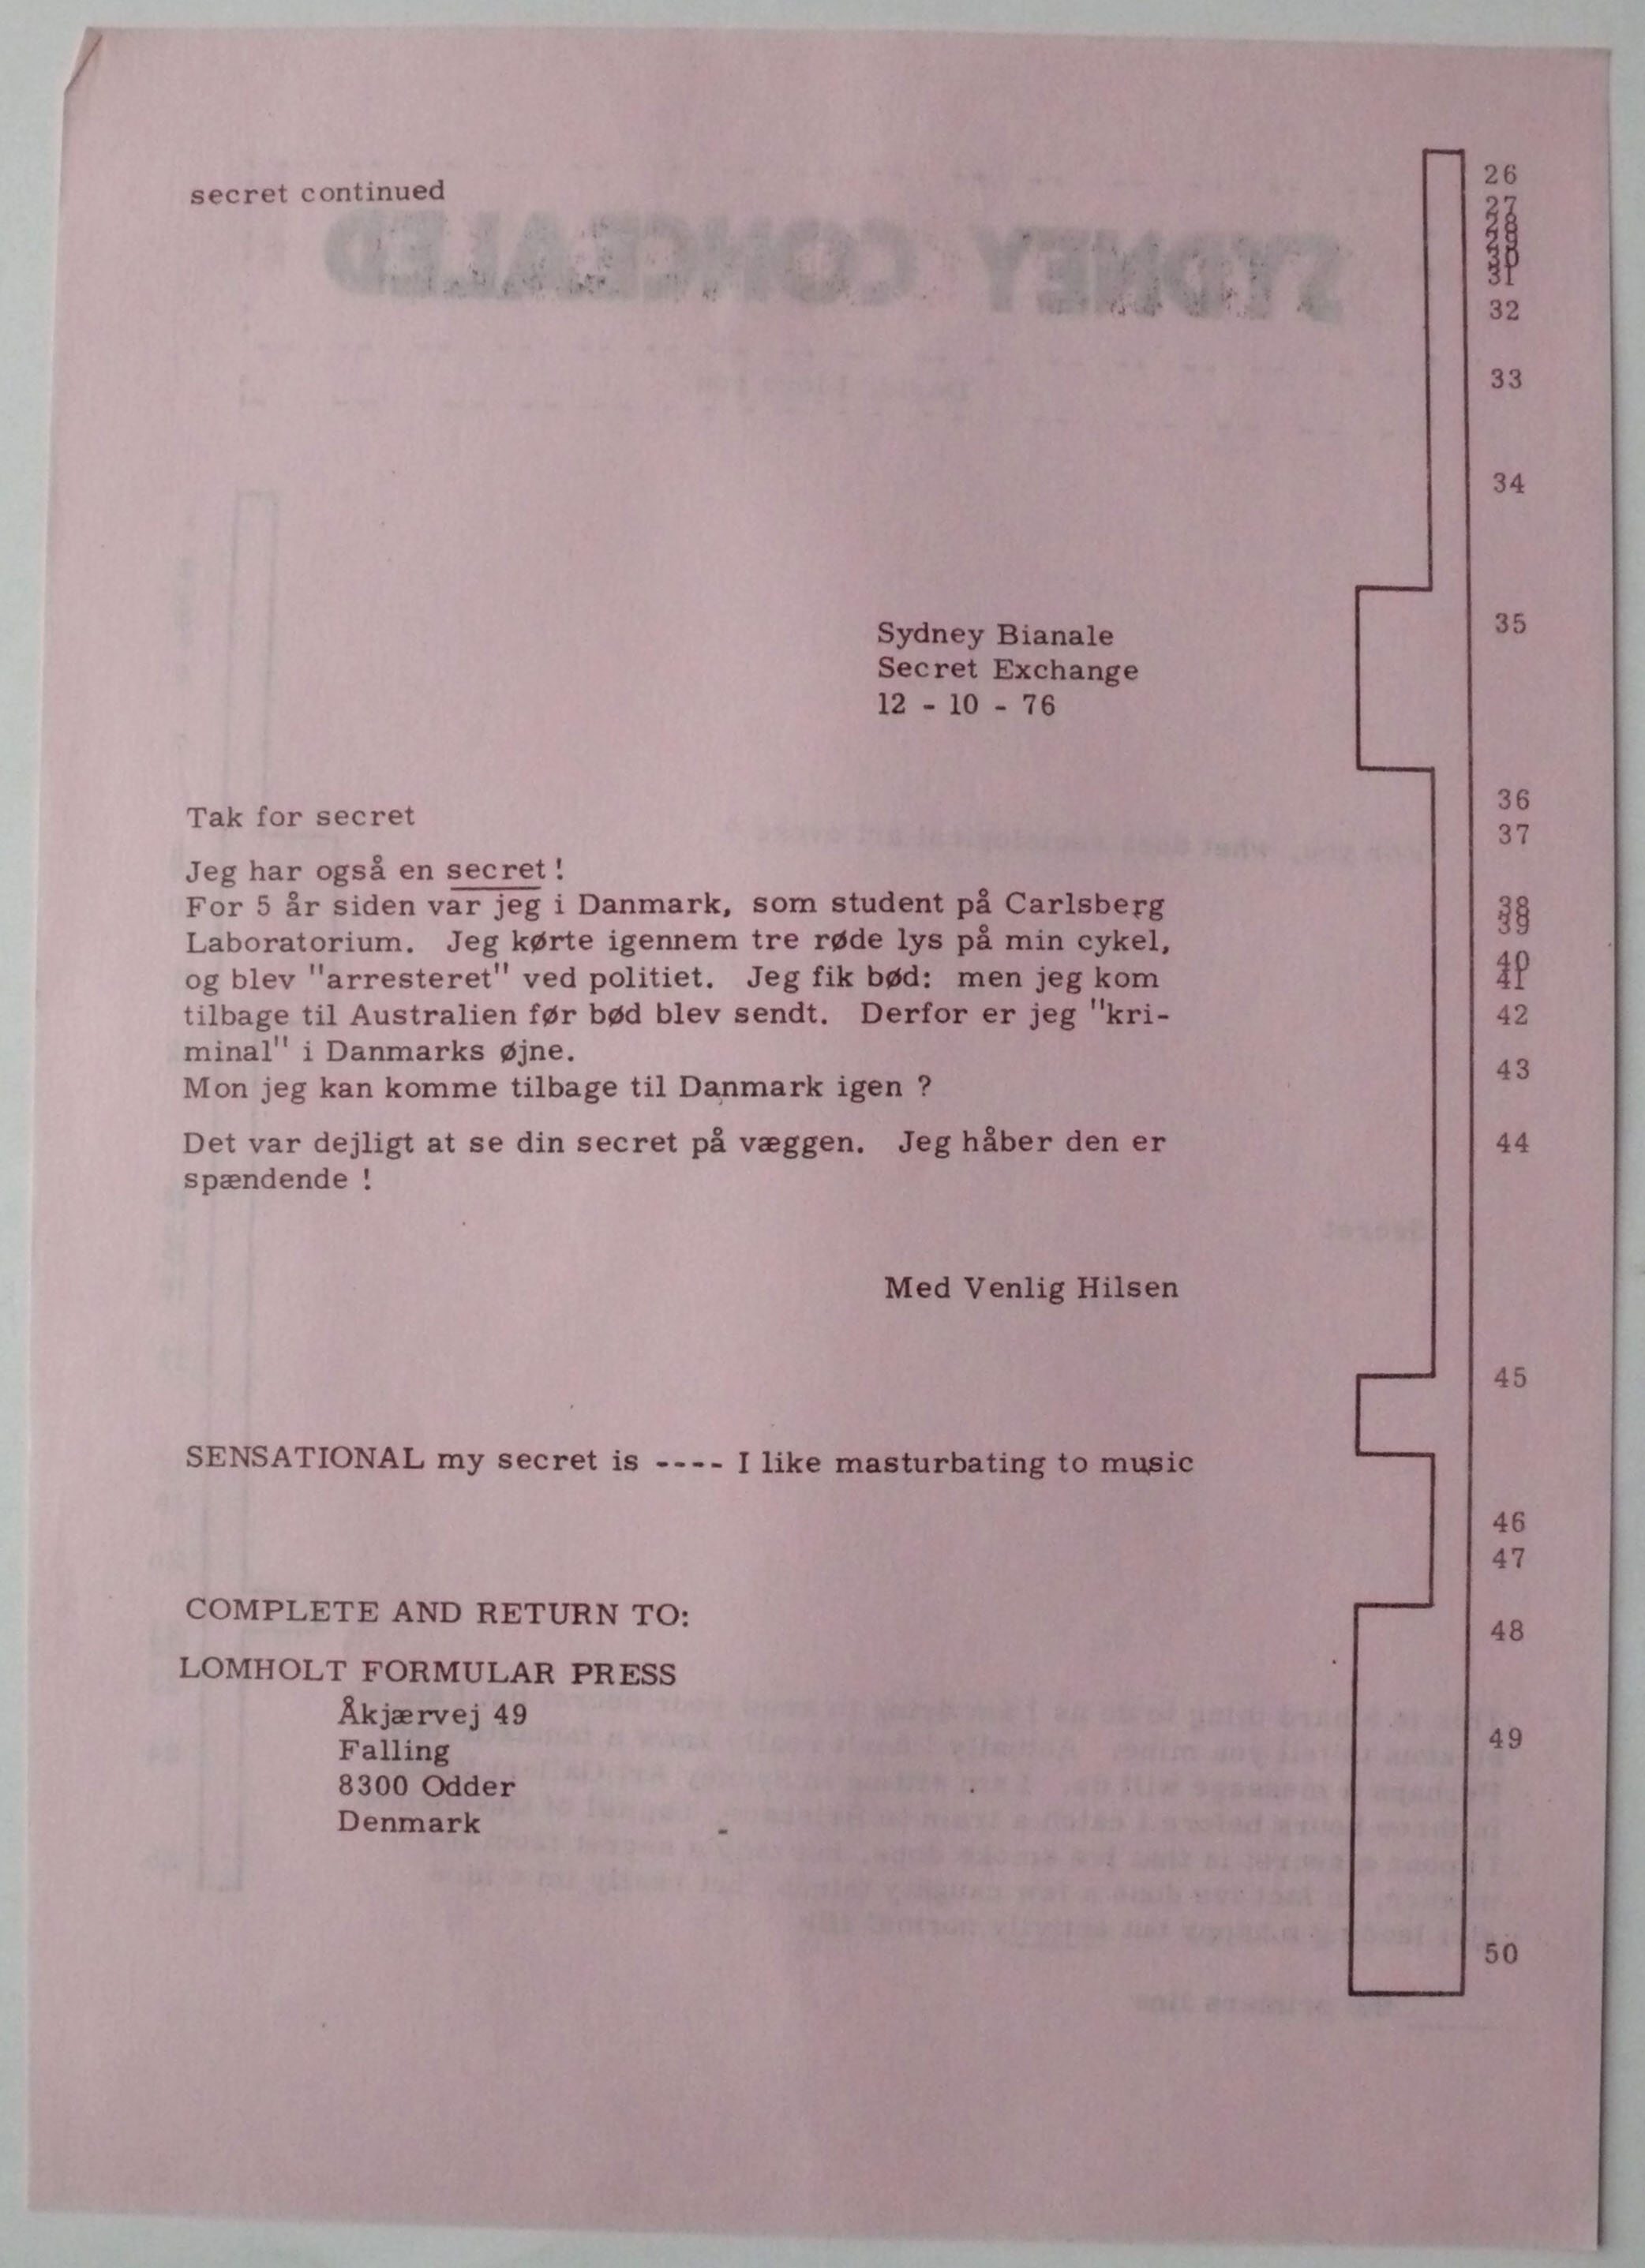 secret continued
SYDNEY CONCEALED
Sydney Bianale
Secret Exchange
12 - 10 - 76
Tak for secret
Jeg har også en secret !
For 5 år siden var jeg i Danmark, som student på Carlsberg
Laboratorium. Jeg kørte igennem tre røde lys på min cykel,
og blev "arresteret" ved politiet. Jeg fik bød: men jeg kom
tilbage til Australien før bød blev sendt. Derfor er jeg "kri-
minal" i Danmarks øjne.
Mon jeg kan komme tilbage til Danmark igen ?
Det var dejligt at se din secret på væggen. Jeg håber den er
spændende !
Med Venlig Hilsen
SENSATIONAL my secret is ---- I like masturbating to music
COMPLETE AND RETURN TO:
LOMHOLT FORMULAR PRESS
Åkjærvej 49
Falling
8300 Odder
Denmark
26
27
28
29
30
31
32
33
34
35
36
37
38
39
40
41
42
43
44
45
46
47
48
49
50